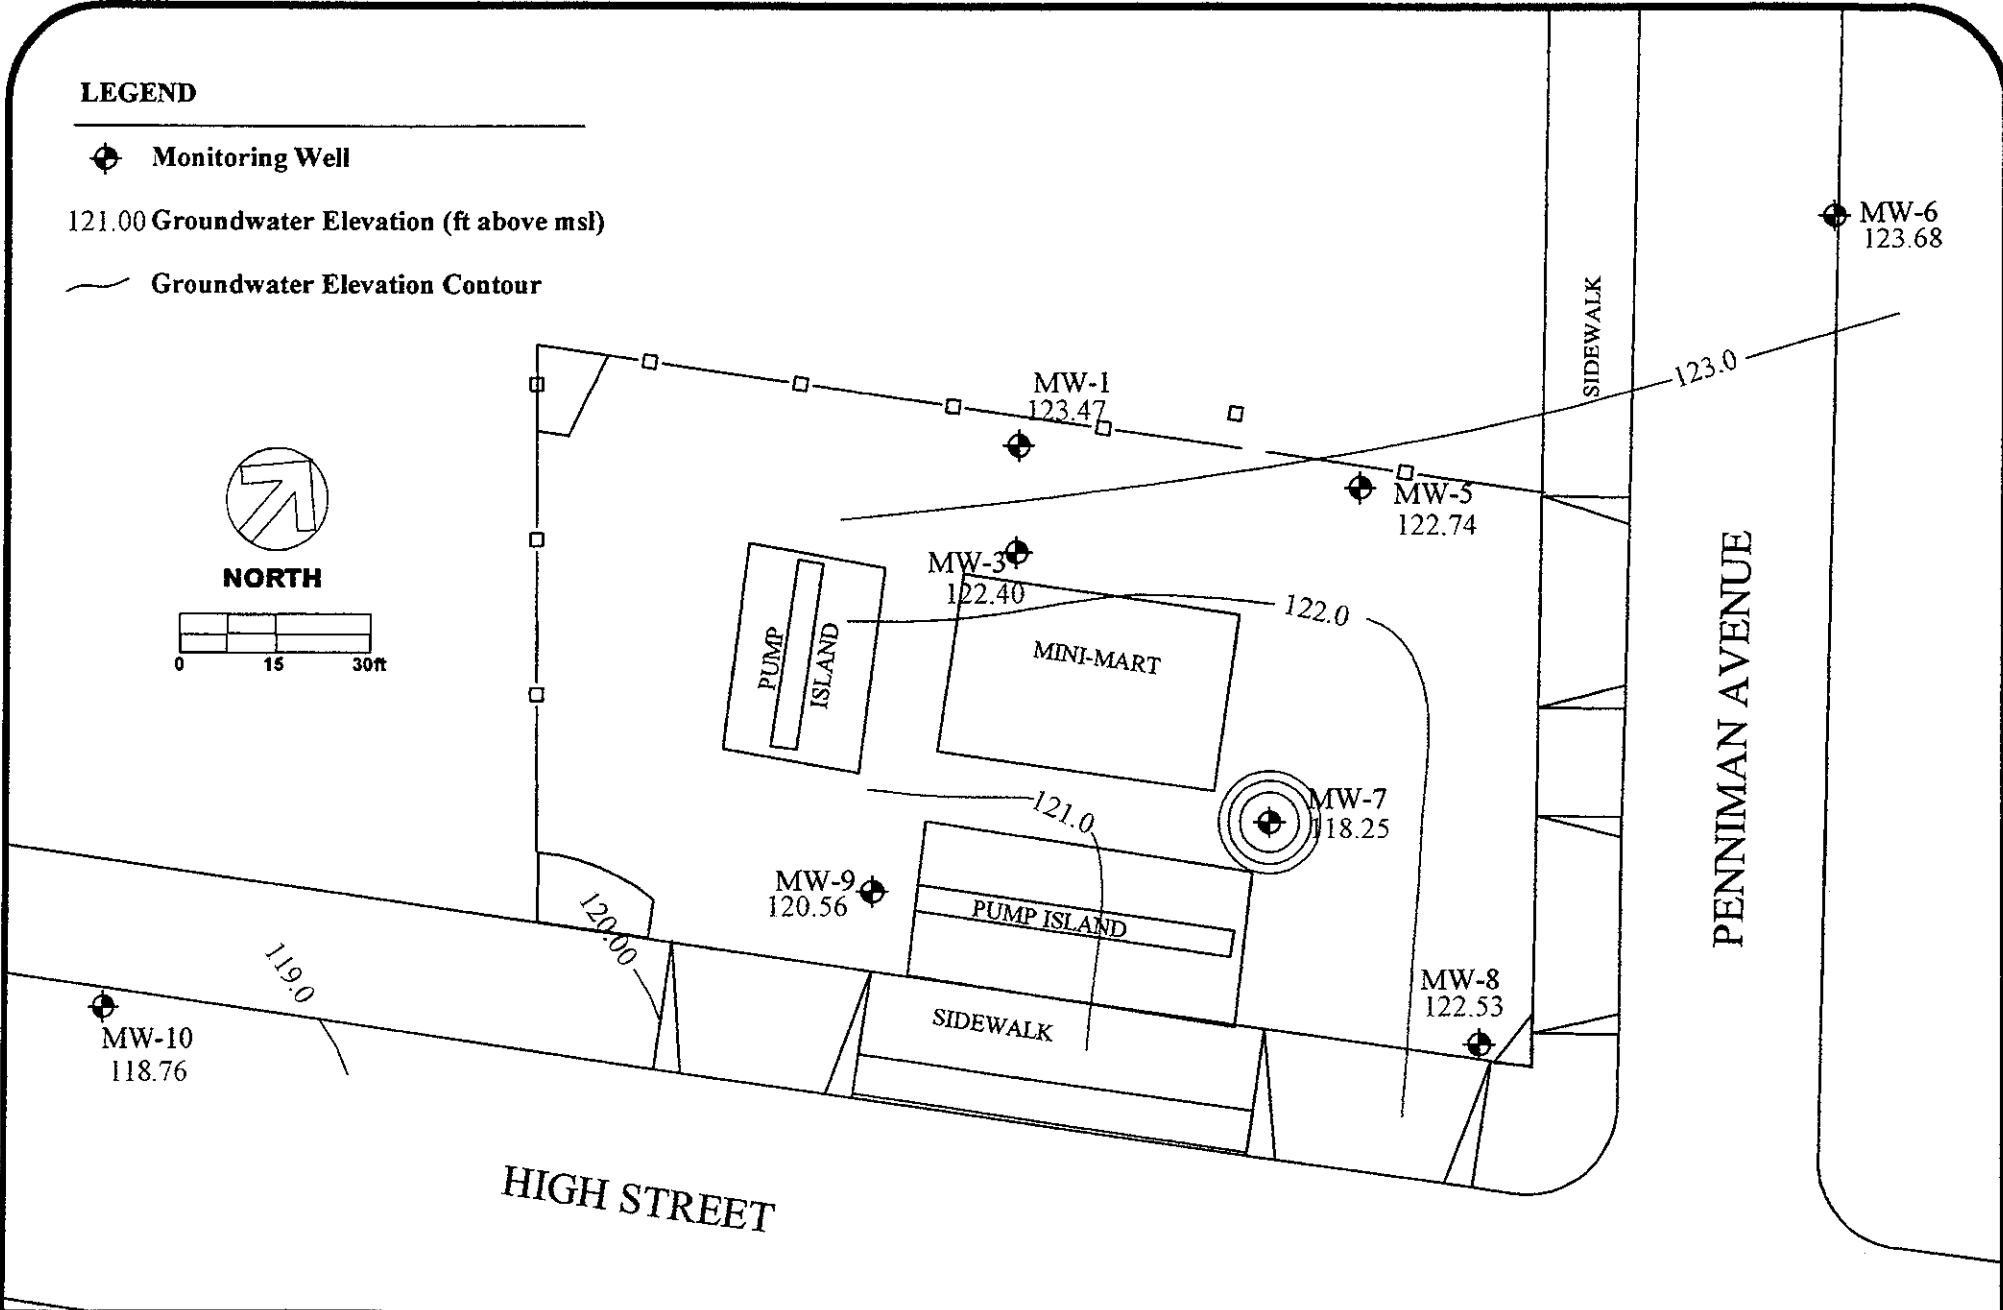 LEGEND
Monitoring Well
121.00 Groundwater Elevation (ft above msl)
Groundwater Elevation Contour
MW-6
123.68
SIDEWALK
123.0
MW-1
123.47
MW-5
122.74
NORTH
0 15 30ft
MW-3
122.40
122.0
PUMP
ISLAND
MINI-MART
PENNIMAN AVENUE
121.0
MW-7
118.25
MW-9
120.56
PUMP ISLAND
120.00
119.0
MW-8
122.53
SIDEWALK
MW-10
118.76
HIGH STREET